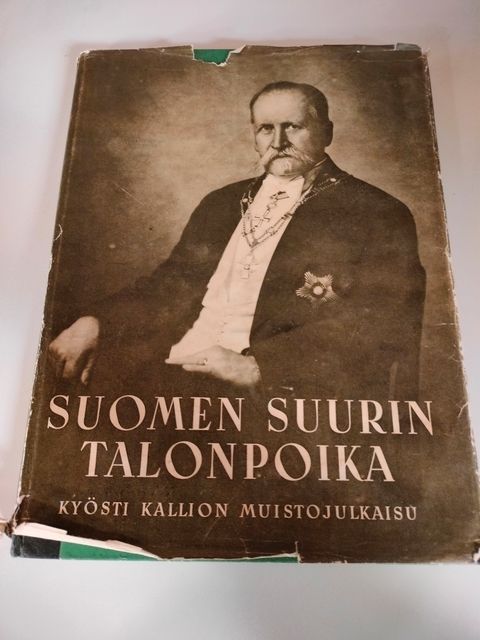 SUOMEN SUURIN
TALONPOIKA
KYÖSTI KALLION MUISTOJULKAISU